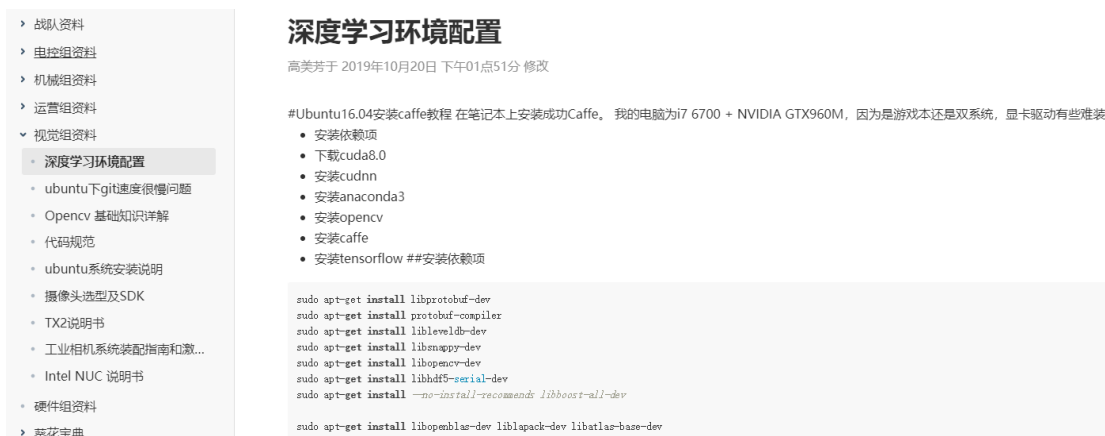 战队资料
电控组资料
机械组资料
运营组资料
视觉组资料
深度学习环境配置
ubuntu下git速度很慢问题
Opencv 基础知识详解
代码规范
ubuntu系统安装说明
摄像头选型及SDK
TX2说明书
工业相机系统装配指南和激...
Intel NUC 说明书
硬件组资料
葵花宝典
深度学习环境配置
高美芳于 2019年10月20日 下午01点51分 修改
#Ubuntu16.04安装caffe教程 在笔记本上安装成功Caffe。 我的电脑为i7 6700 + NVIDIA GTX960M，因为是游戏本还是双系统，显卡驱动有些难装
安装依赖项
下载cuda8.0
安装cudnn
安装anaconda3
安装opencv
安装caffe
安装tensorflow ##安装依赖项
sudo apt-get install libprotobuf-dev
sudo apt-get install protobuf-compiler
sudo apt-get install libleveldb-dev
sudo apt-get install libsnappy-dev
sudo apt-get install libopencv-dev
sudo apt-get install libhdf5-serial-dev
sudo apt-get install --no-install-recommends libboost-all-dev
sudo apt-get install libopenblas-dev liblapack-dev libatlas-base-dev